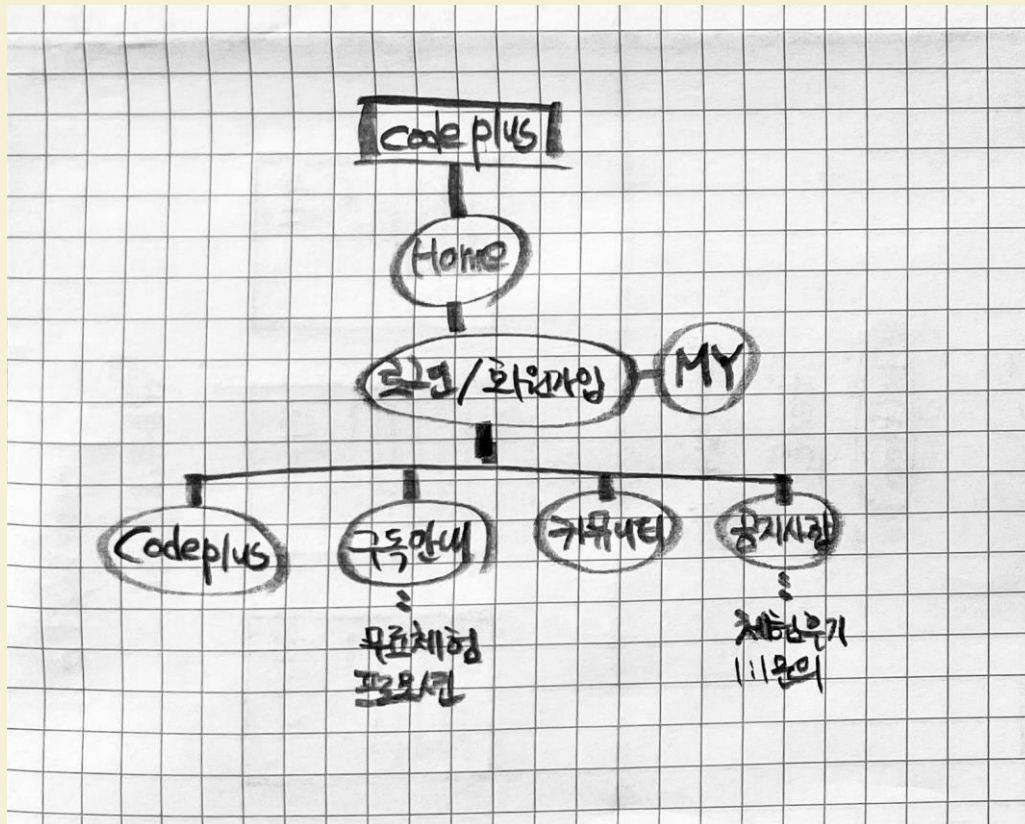 Codeplus
Home
로그인/회원가입
MY
Codeplus
구독안내
커뮤니티
공지사항
무료체험
프로모션
체험후기
1:1문의